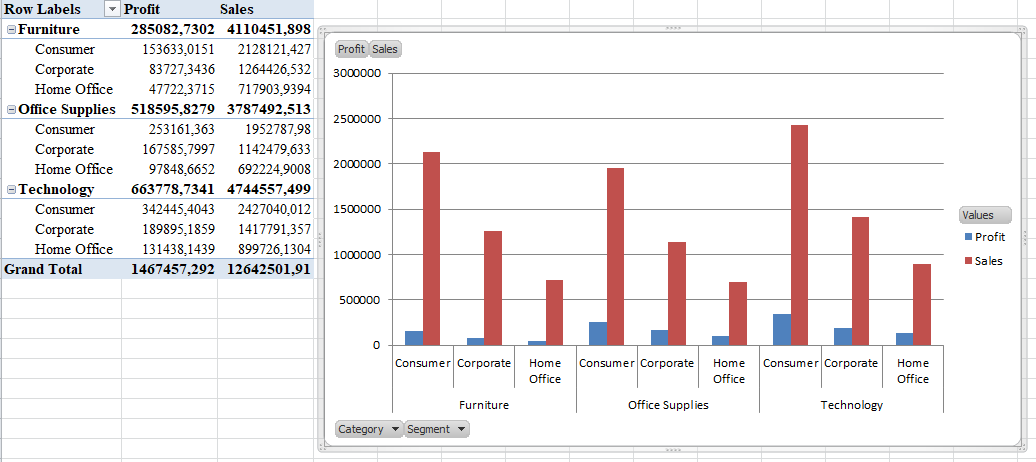 Row Labels Profit Sales
Furniture 285082,7302 4110451,898
Consumer 153633,0151 2128121,427
Corporate 83727,3436 1264426,532
Home Office 47722,3715 717903,9394
Office Supplies 518595,8279 3787492,513
Consumer 253161,363 1952787,98
Corporate 167585,7997 1142479,633
Home Office 97848,6652 692224,9008
Technology 663778,7341 4744557,499
Consumer 342445,4043 2427040,012
Corporate 189895,1859 1417791,357
Home Office 131438,1439 899726,1304
Grand Total 1467457,292 12642501,91
Profit Sales
3000000
2500000
2000000
1500000
1000000
500000
0
Consumer Corporate Home Office Consumer Corporate Home Office Consumer Corporate Home Office
Furniture Office Supplies Technology
Values
Profit
Sales
Category Segment